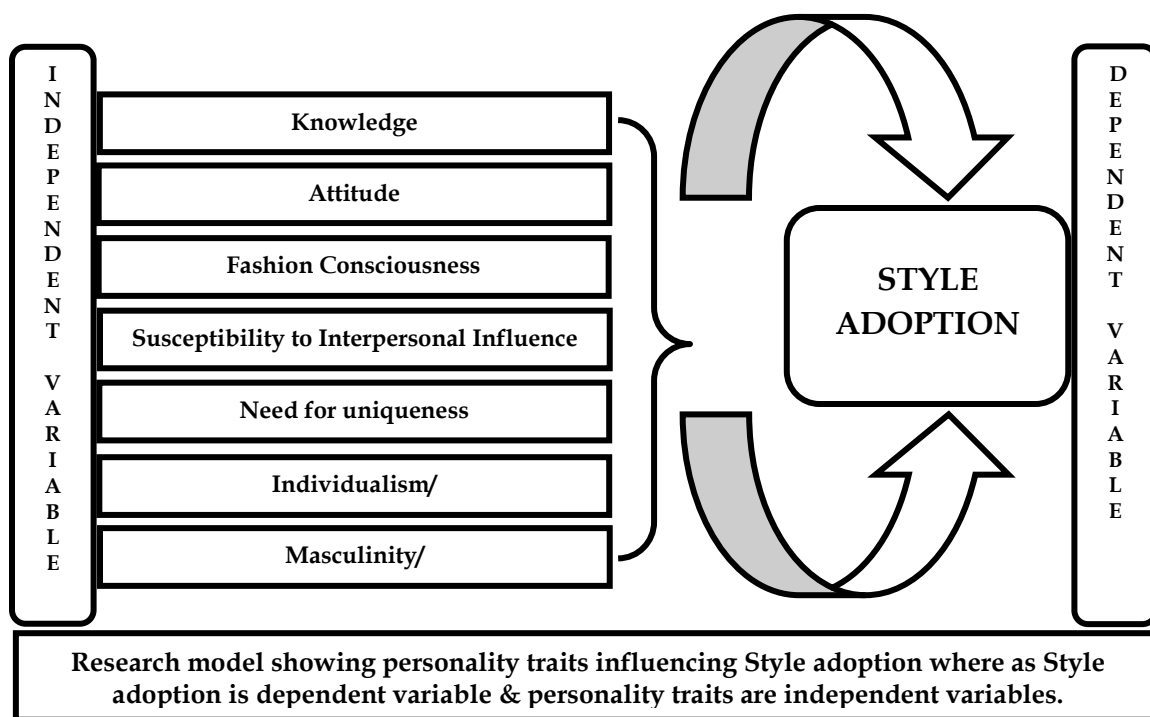 INDEPENDENT VARIABLE
Knowledge
Attitude
Fashion Consciousness
Susceptibility to Interpersonal Influence
Need for uniqueness
Individualism/
Masculinity/
STYLE
ADOPTION
DEPENDENT VARIABLE
Research model showing personality traits influencing Style adoption where as Style
adoption is dependent variable & personality traits are independent variables.